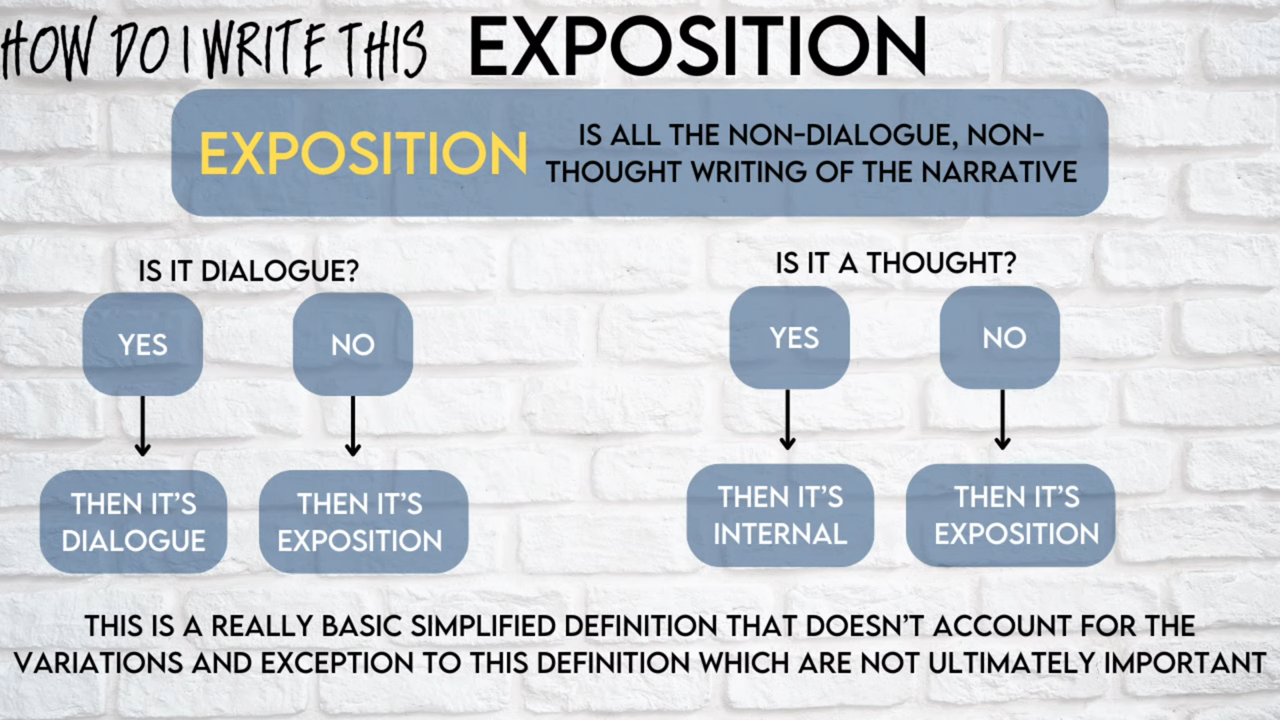 HOW DO I WRITE THIS EXPOSITION
EXPOSITION
IS ALL THE NON-DIALOGUE, NON-
THOUGHT WRITING OF THE NARRATIVE
IS IT DIALOGUE?
YES
NO
THEN IT'S
DIALOGUE
THEN IT'S
EXPOSITION
IS IT A THOUGHT?
YES
NO
THEN IT'S
INTERNAL
THEN IT'S
EXPOSITION
THIS IS A REALLY BASIC SIMPLIFIED DEFINITION THAT DOESN'T ACCOUNT FOR THE
VARIATIONS AND EXCEPTION TO THIS DEFINITION WHICH ARE NOT ULTIMATELY IMPORTANT